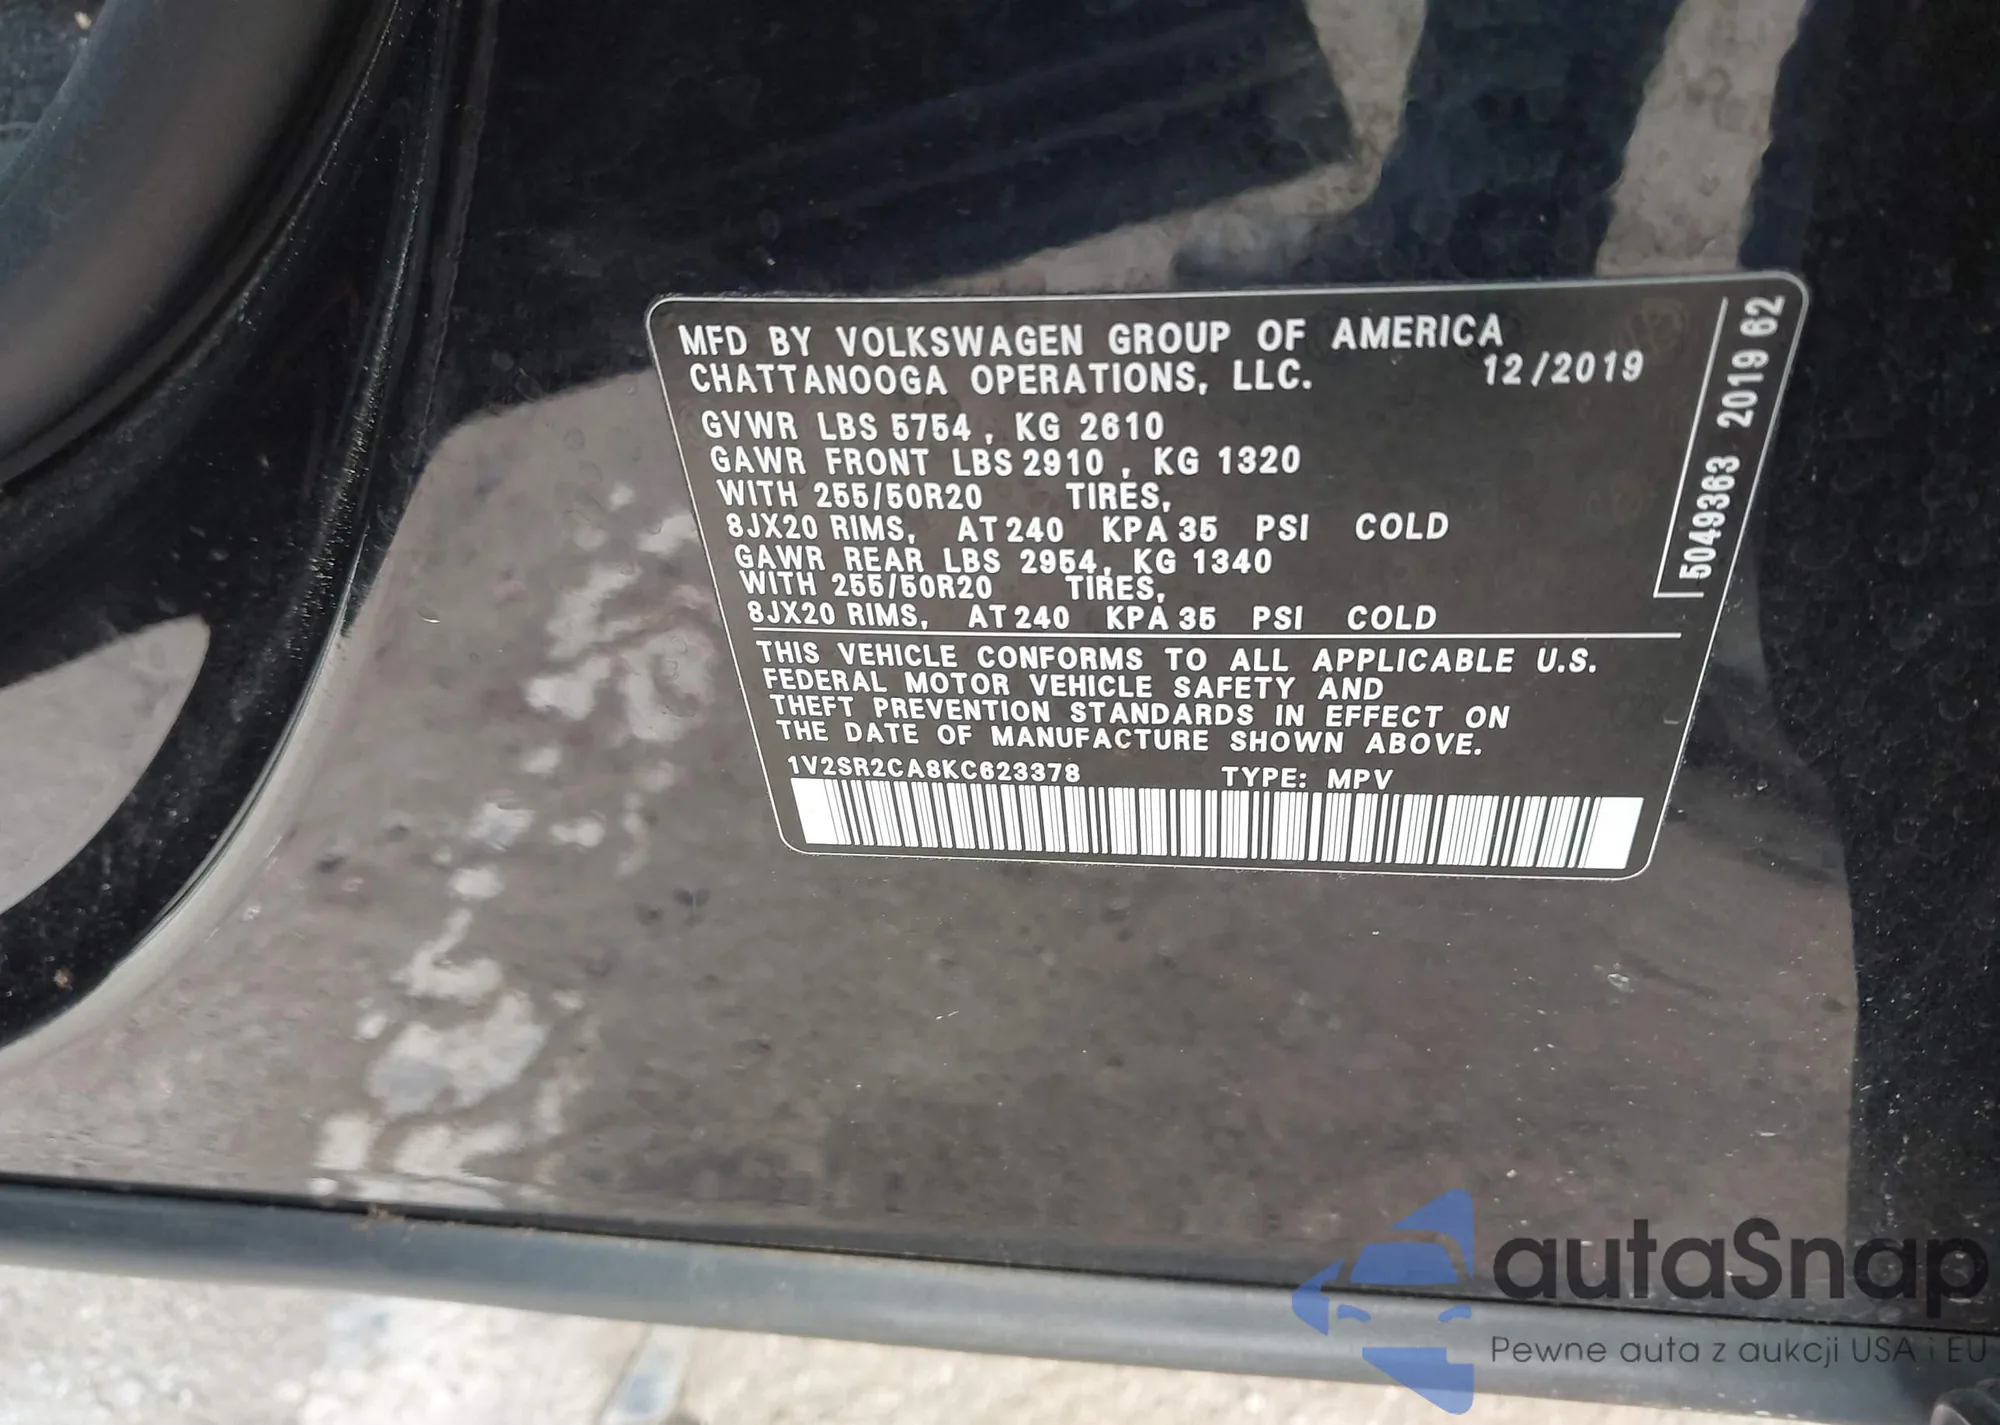 MFD BY VOLKSWAGEN GROUP OF AMERICA
CHATTANOOGA OPERATIONS, LLC. 12/2019
GVWR LBS 5754, KG 2610
GAWR FRONT LBS 2910, KG 1320
WITH 255/50R20 TIRES,
8JX20 RIMS, AT 240 KPA 35 PSI COLD
GAWR REAR LBS 2954, KG 1340
WITH 255/50R20 TIRES,
8JX20 RIMS, AT 240 KPA 35 PSI COLD
THIS VEHICLE CONFORMS TO ALL APPLICABLE U.S.
FEDERAL MOTOR VEHICLE SAFETY AND
THEFT PREVENTION STANDARDS IN EFFECT ON
THE DATE OF MANUFACTURE SHOWN ABOVE.
1V2SR2CA8KC623378 TYPE: MPV
5049363 2019 62
autaSnap
Pewne auta z aukcji USA i EU